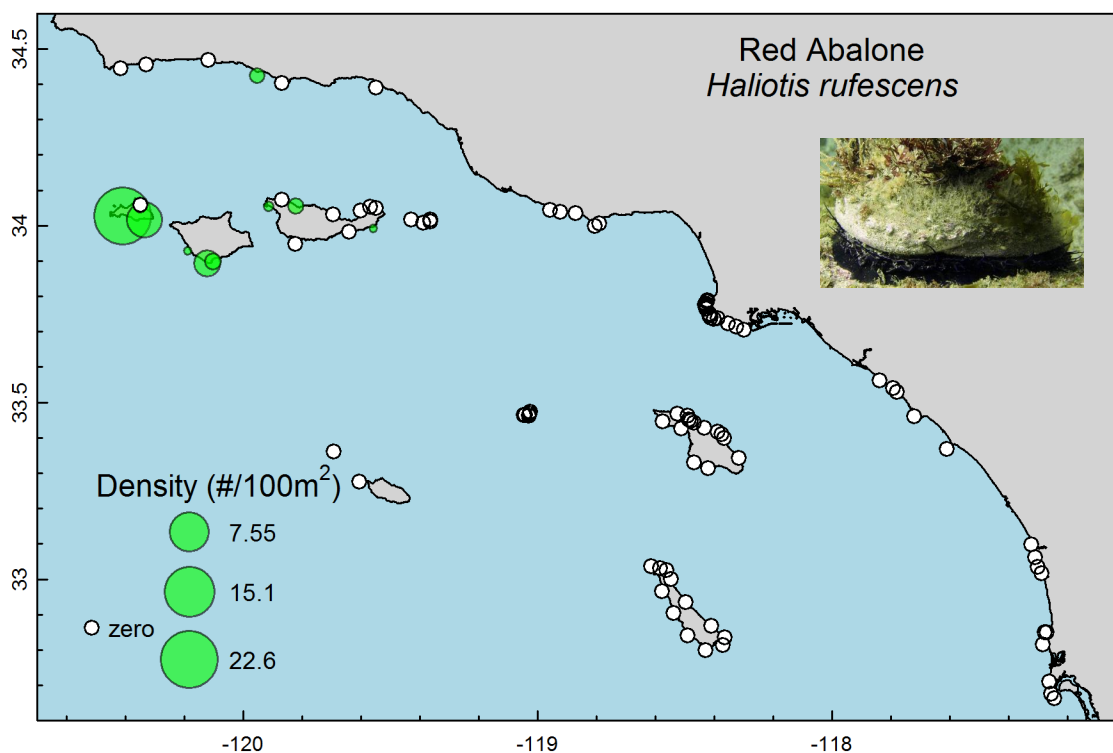 Red Abalone
Haliotis rufescens
34.5
34
33.5
33
Density (#/100m²)
7.55
15.1
zero
22.6
-120
-119
-118